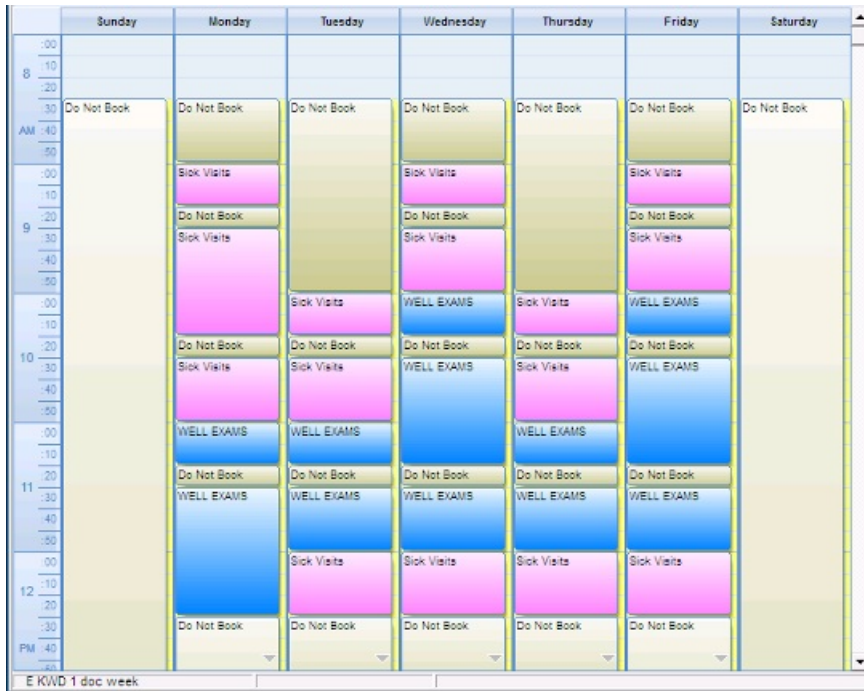 Sunday Monday Tuesday Wednesday Thursday Friday Saturday
:00
8 :10
:20
:30 Do Not Book Do Not Book Do Not Book Do Not Book Do Not Book Do Not Book Do Not Book
AM :40
:50
:00 Sick Visits Sick Visits Sick Visits
:10
:20 Do Not Book Do Not Book Do Not Book
9 :30 Sick Visits Sick Visits Sick Visits
:40
:50
:00 Sick Visits WELL EXAMS Sick Visits WELL EXAMS
:10
:20 Do Not Book Do Not Book Do Not Book Do Not Book Do Not Book
10 :30 Sick Visits Sick Visits WELL EXAMS Sick Visits WELL EXAMS
:40
:50
:00 WELL EXAMS WELL EXAMS WELL EXAMS
:10
:20 Do Not Book Do Not Book Do Not Book Do Not Book Do Not Book
11 :30 WELL EXAMS WELL EXAMS WELL EXAMS WELL EXAMS WELL EXAMS
:40
:50
:00 Sick Visits Sick Visits Sick Visits Sick Visits
12 :10
:20
:30 Do Not Book Do Not Book Do Not Book Do Not Book Do Not Book
PM :40
:50
E KWD 1 doc week